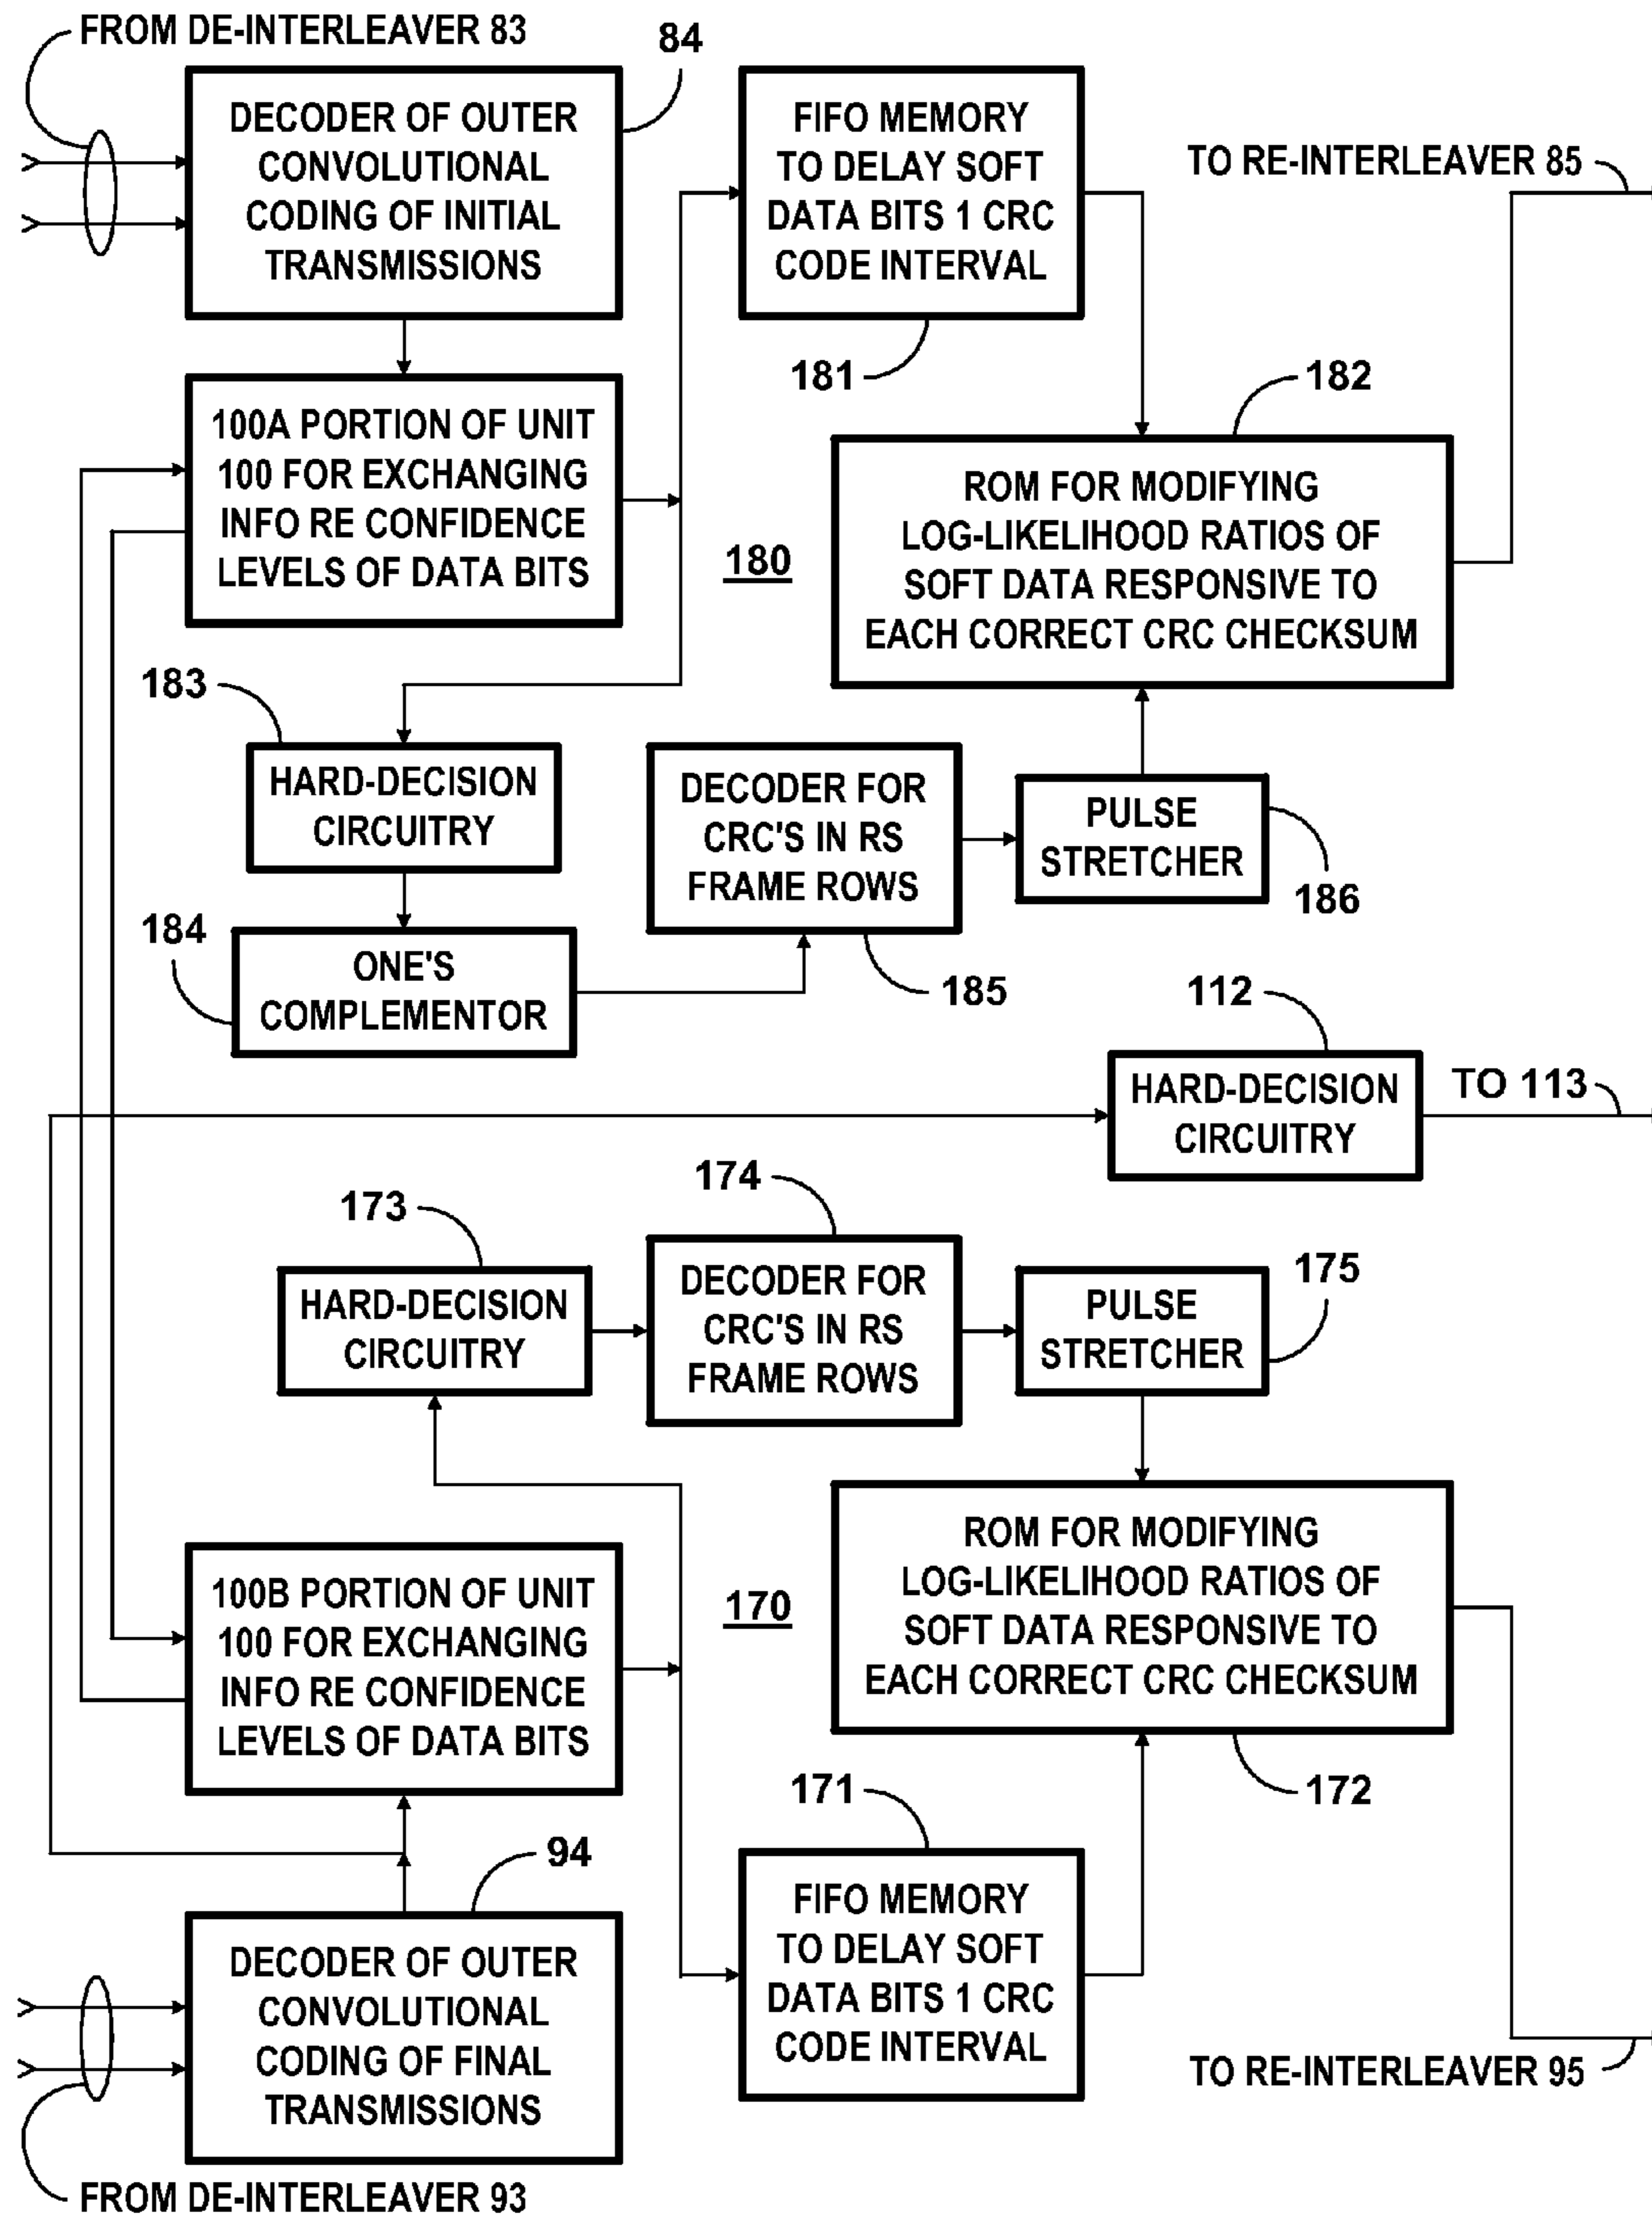 FROM DE-INTERLEAVER 83
84
DECODER OF OUTER
CONVOLUTIONAL
CODING OF INITIAL
TRANSMISSIONS
FIFO MEMORY
TO DELAY SOFT
DATA BITS 1 CRC
CODE INTERVAL
TO RE-INTERLEAVER 85
181
182
100A PORTION OF UNIT
100 FOR EXCHANGING
INFO RE CONFIDENCE
LEVELS OF DATA BITS
180
ROM FOR MODIFYING
LOG-LIKELIHOOD RATIOS OF
SOFT DATA RESPONSIVE TO
EACH CORRECT CRC CHECKSUM
183
HARD-DECISION
CIRCUITRY
DECODER FOR
CRC'S IN RS
FRAME ROWS
PULSE
STRETCHER
186
184
ONE'S
COMPLEMENTOR
185
112
HARD-DECISION
CIRCUITRY
TO 113
174
173
HARD-DECISION
CIRCUITRY
DECODER FOR
CRC'S IN RS
FRAME ROWS
PULSE
STRETCHER
175
100B PORTION OF UNIT
100 FOR EXCHANGING
INFO RE CONFIDENCE
LEVELS OF DATA BITS
170
ROM FOR MODIFYING
LOG-LIKELIHOOD RATIOS OF
SOFT DATA RESPONSIVE TO
EACH CORRECT CRC CHECKSUM
171
172
94
DECODER OF OUTER
CONVOLUTIONAL
CODING OF FINAL
TRANSMISSIONS
FIFO MEMORY
TO DELAY SOFT
DATA BITS 1 CRC
CODE INTERVAL
TO RE-INTERLEAVER 95
FROM DE-INTERLEAVER 93